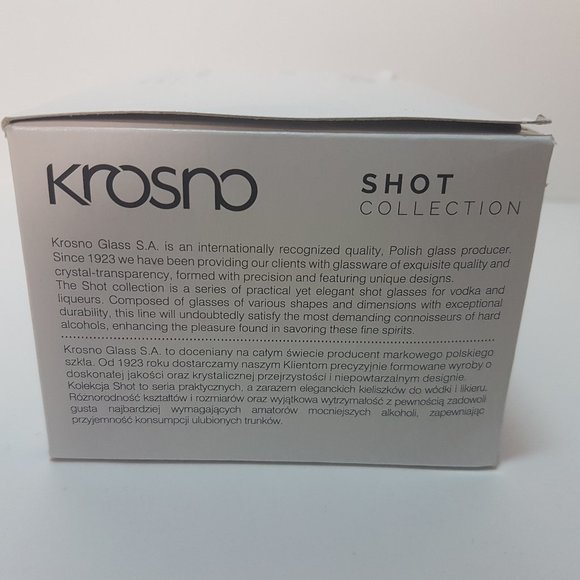 Krosno
SHOT
COLLECTION
Krosno Glass S.A. is an internationally recognized quality, Polish glass producer.
Since 1923 we have been providing our clients with glassware of exquisite quality and
crystal-transparency, formed with precision and featuring unique designs.
The Shot collection is a series of practical yet elegant shot glasses for vodka and
liqueurs. Composed of glasses of various shapes and dimensions with exceptional
durability, this line will undoubtedly satisfy the most demanding connoisseurs of hard
alcohols, enhancing the pleasure found in savoring these fine spirits.
Krosno Glass S.A. to doceniany na całym świecie producent markowego polskiego
szkła. Od 1923 roku dostarczamy naszym Klientom precyzyjnie formowane wyroby o
doskonałej jakości oraz krystalicznej przejrzystości i niepowtarzalnym designie.
Kolekcja Shot to seria praktycznych, a zarazem eleganckich kieliszków do wódki i likieru.
Różnorodność kształtów i rozmiarów oraz wyjątkowa wytrzymałość z pewnością zadowoli
gusta najbardziej wymagających amatorów mocniejszych alkoholi, zapewniając
przyjemność konsumpcji ulubionych trunków.